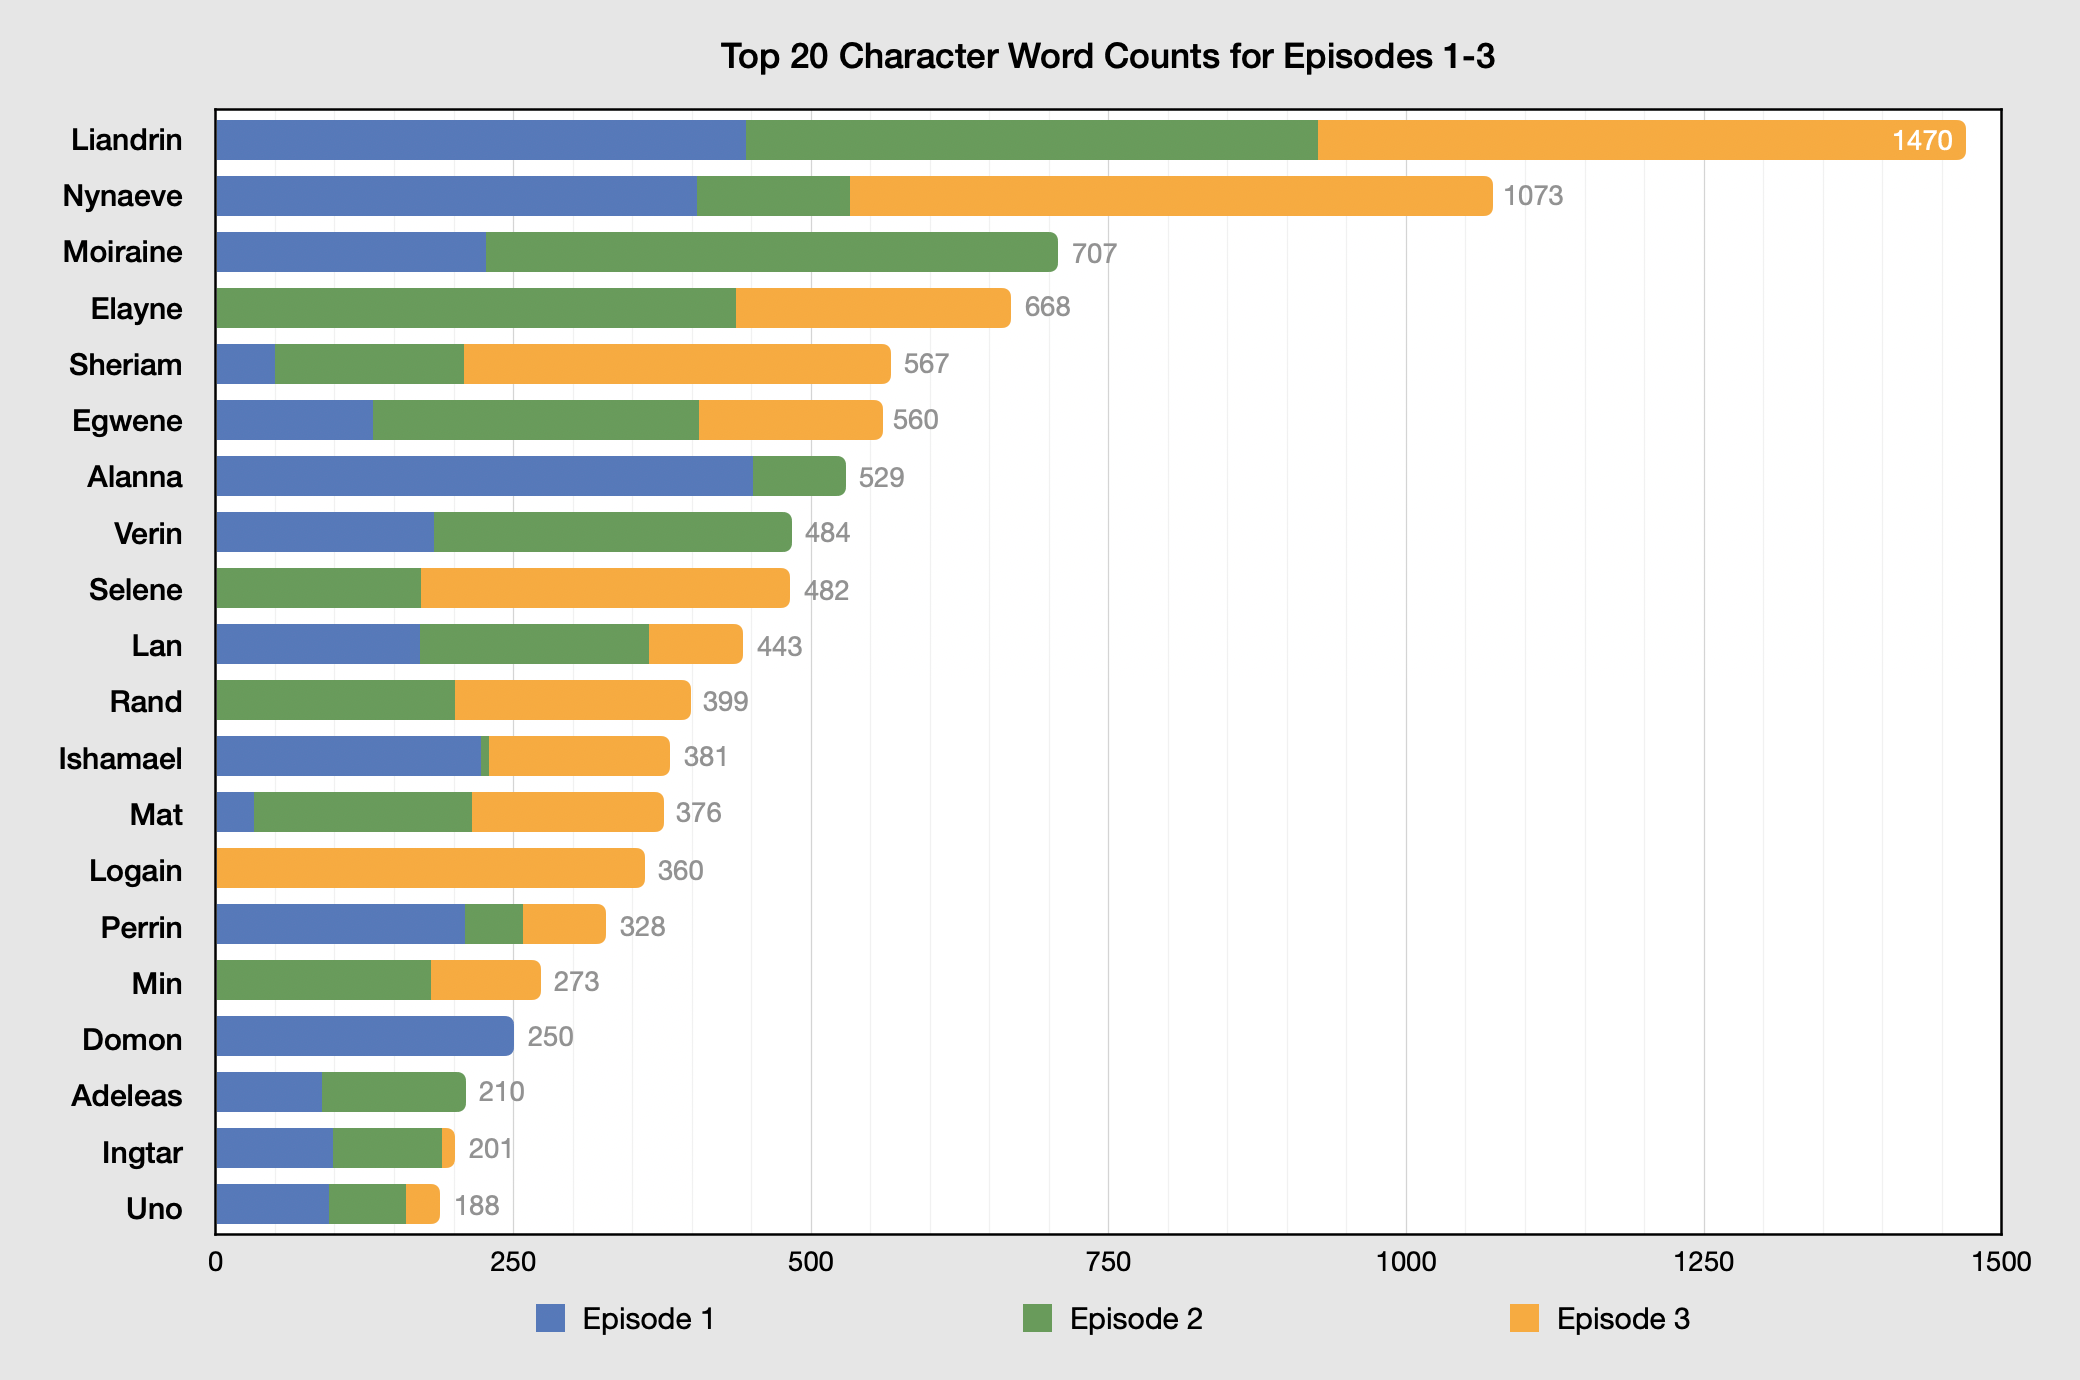 Top 20 Character Word Counts for Episodes 1-3
Liandrin 1470
Nynaeve 1073
Moiraine 707
Elayne 668
Sheriam 567
Egwene 560
Alanna 529
Verin 484
Selene 482
Lan 443
Rand 399
Ishamael 381
Mat 376
Logain 360
Perrin 328
Min 273
Domon 250
Adeleas 210
Ingtar 201
Uno 188
0 250 500 750 1000 1250 1500
Episode 1 Episode 2 Episode 3